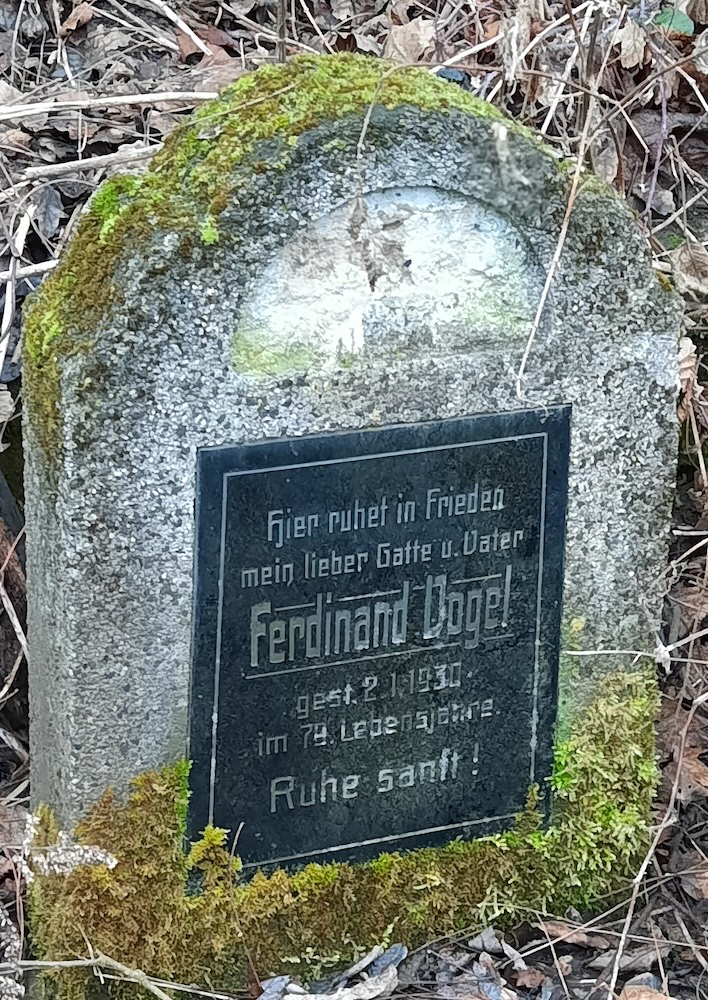 Hier ruhet in Frieden
mein lieber Gatte u. Vater
Ferdinand Vogel
gest. 2.1.1930
im 79. Lebensjahre.
Ruhe sanft!